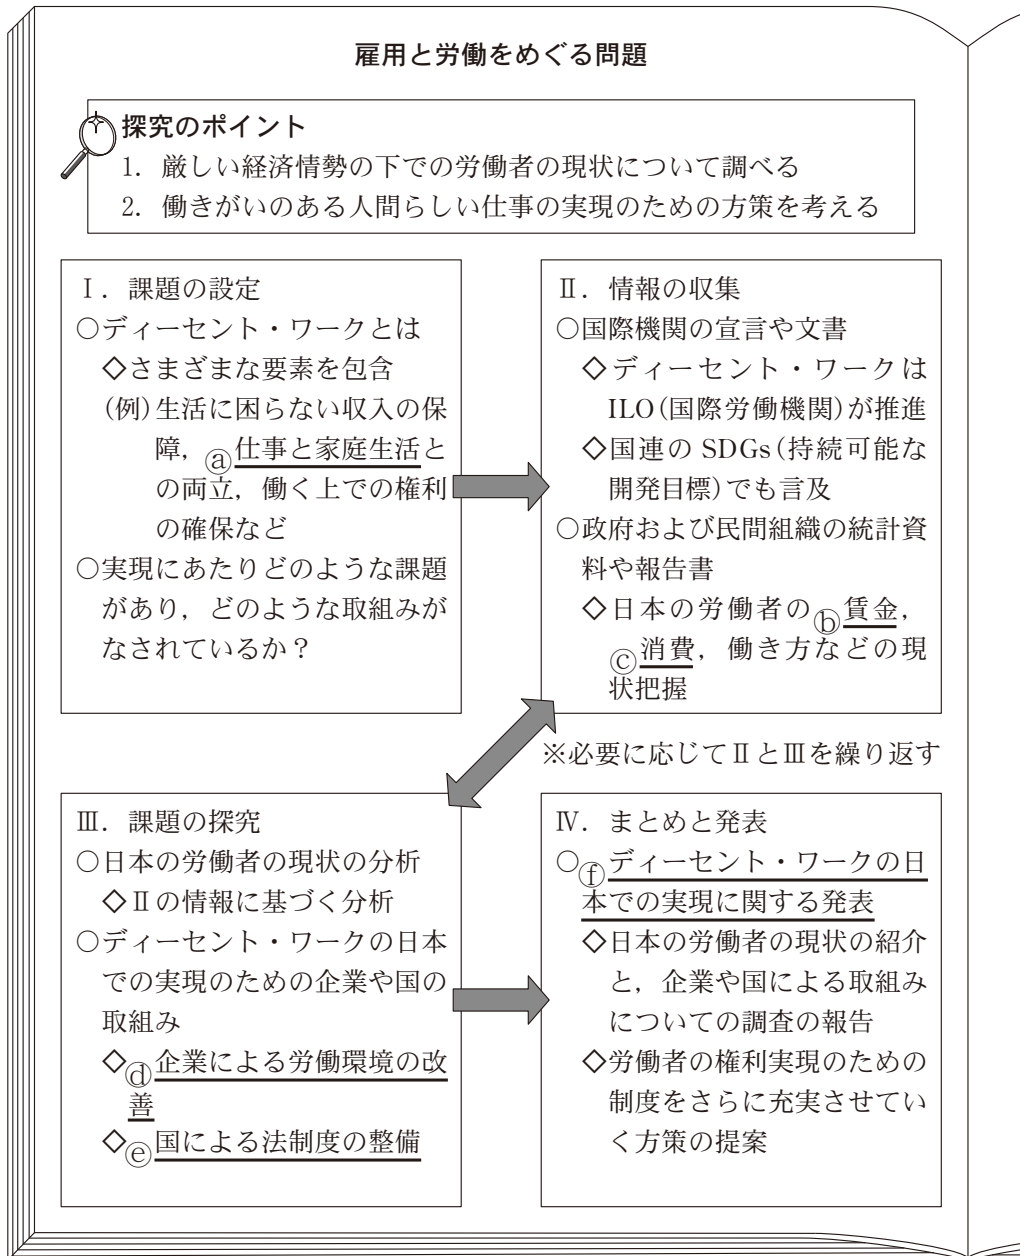 雇用と労働をめぐる問題
探究のポイント
1．厳しい経済情勢の下での労働者の現状について調べる
2．働きがいのある人間らしい仕事の実現のための方策を考える
Ⅰ．課題の設定
○ディーセント・ワークとは
◇さまざまな要素を包含
(例)生活に困らない収入の保
障，ⓐ仕事と家庭生活と
の両立，働く上での権利
の確保など
○実現にあたりどのような課題
があり，どのような取組みが
なされているか？
Ⅱ．情報の収集
○国際機関の宣言や文書
◇ディーセント・ワークは
ILO(国際労働機関)が推進
◇国連の SDGs(持続可能な
開発目標)でも言及
○政府および民間組織の統計資
料や報告書
◇日本の労働者のⓑ賃金，
ⓒ消費，働き方などの現
状把握
※必要に応じてⅡとⅢを繰り返す
Ⅲ．課題の探究
○日本の労働者の現状の分析
◇Ⅱの情報に基づく分析
○ディーセント・ワークの日本
での実現のための企業や国の
取組み
◇ⓓ企業による労働環境の改
善
◇ⓔ国による法制度の整備
Ⅳ．まとめと発表
○ⓕディーセント・ワークの日
本での実現に関する発表
◇日本の労働者の現状の紹介
と，企業や国による取組み
についての調査の報告
◇労働者の権利実現のための
制度をさらに充実させてい
く方策の提案